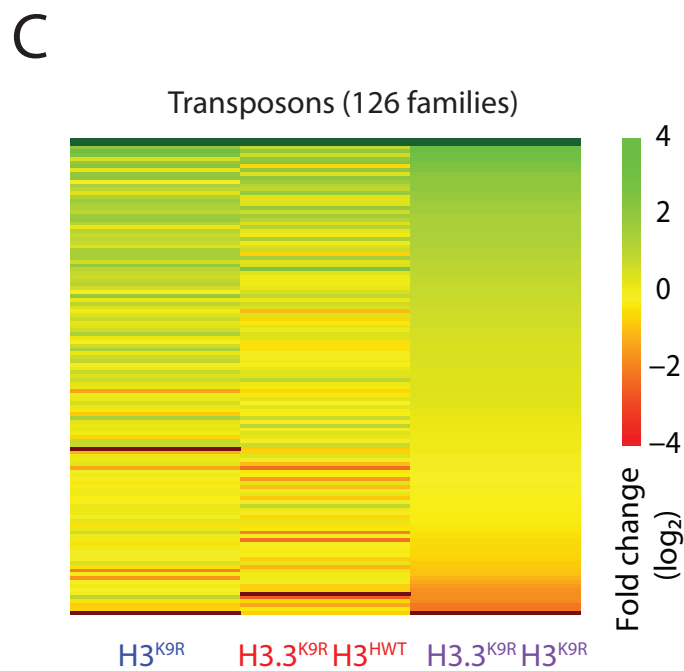 C
Transposons (126 families)
4
2
0
−2
−4
Fold change
(log₂)
H3ᴷ⁹ᴿ H3.3ᴷ⁹ᴿ H3ᴴᵂᵀ H3.3ᴷ⁹ᴿ H3ᴷ⁹ᴿ